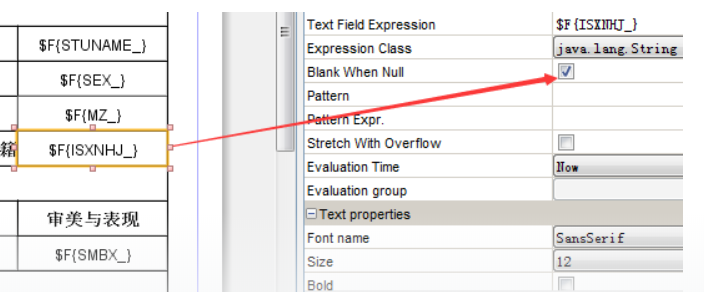 $F{STUNAME_}
$F{SEX_}
$F{MZ_}
籍
$F{ISXNHJ_}
审美与表现
$F{SMBX_}
Text Field Expression
$F{ISXNHJ_}
Expression Class
java.lang.String
Blank When Null
Pattern
Pattern Expr.
Stretch With Overflow
Evaluation Time
Now
Evaluation group
Text properties
Font name
SansSerif
Size
12
Bold